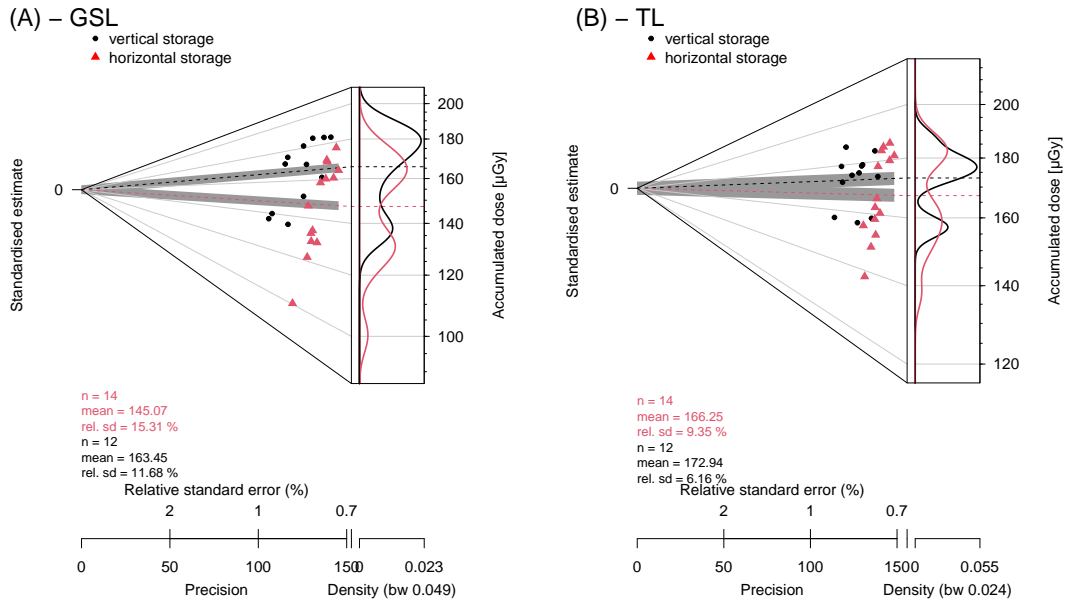 (A) – GSL
vertical storage
horizontal storage
Standardised estimate
0
200
180
160
140
120
100
Accumulated dose [µGy]
n = 14
mean = 145.07
rel. sd = 15.31 %
n = 12
mean = 163.45
rel. sd = 11.68 %
Relative standard error (%)
2 1 0.7
0 50 100 150 0 0.023
Precision Density (bw 0.049)
(B) – TL
vertical storage
horizontal storage
Standardised estimate
0
200
180
160
140
120
Accumulated dose [µGy]
n = 14
mean = 166.25
rel. sd = 9.35 %
n = 12
mean = 172.94
rel. sd = 6.16 %
Relative standard error (%)
2 1 0.7
0 50 100 150 0 0.055
Precision Density (bw 0.024)